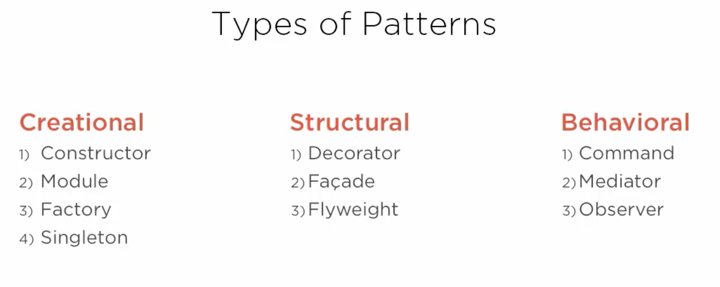 Types of Patterns
Creational
1) Constructor
2) Module
3) Factory
4) Singleton
Structural
1) Decorator
2) Façade
3) Flyweight
Behavioral
1) Command
2) Mediator
3) Observer